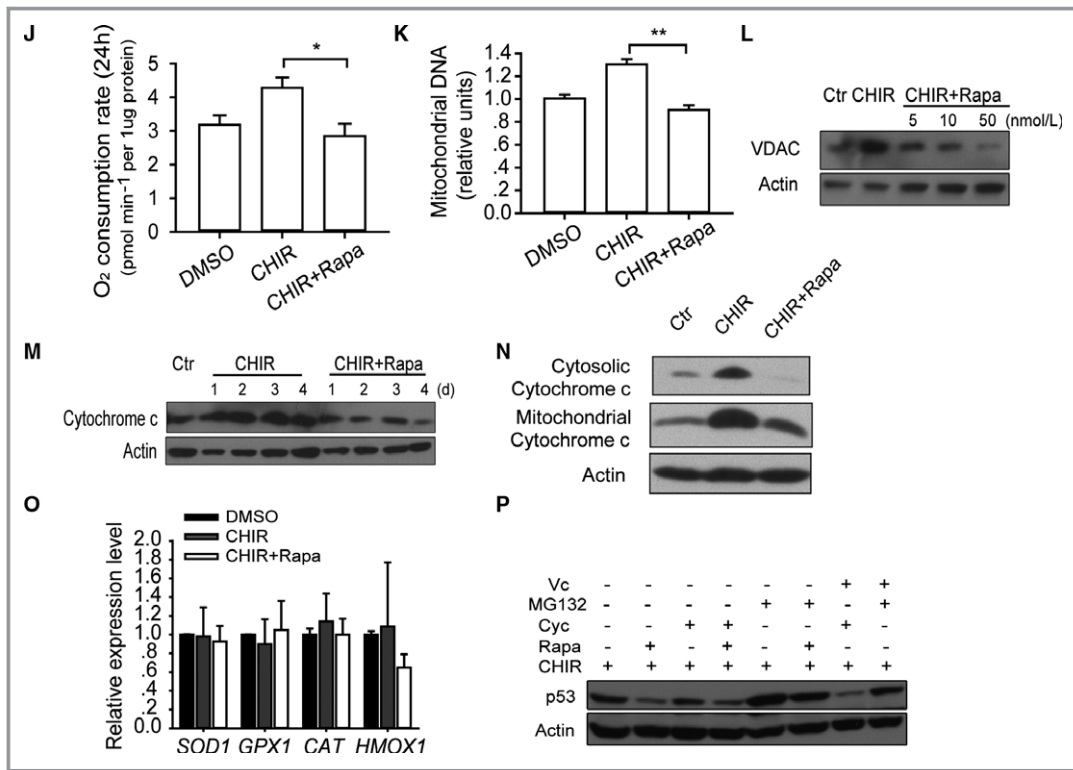 J
O₂ consumption rate (24h)
(pmol min⁻¹ per 1ug protein)
5
4
3
2
1
0
*
DMSO
CHIR
CHIR+Rapa
K
Mitochondrial DNA
(relative units)
1.4
1.2
1.0
.8
.6
.4
.2
0.0
**
DMSO
CHIR
CHIR+Rapa
L
Ctr CHIR CHIR+Rapa
5 10 50 (nmol/L)
VDAC
Actin
M
Ctr CHIR CHIR+Rapa
1 2 3 4 1 2 3 4 (d)
Cytochrome c
Actin
N
Ctr CHIR CHIR+Rapa
Cytosolic
Cytochrome c
Mitochondrial
Cytochrome c
Actin
O
DMSO
CHIR
CHIR+Rapa
Relative expression level
2.0
1.8
1.6
1.4
1.2
1.0
.8
.6
.4
.2
0.0
SOD1 GPX1 CAT HMOX1
P
Vc - - - - - - + +
MG132 - - - - + + - +
Cyc - - + + - - + -
Rapa - + - + - + - -
CHIR + + + + + + + +
p53
Actin